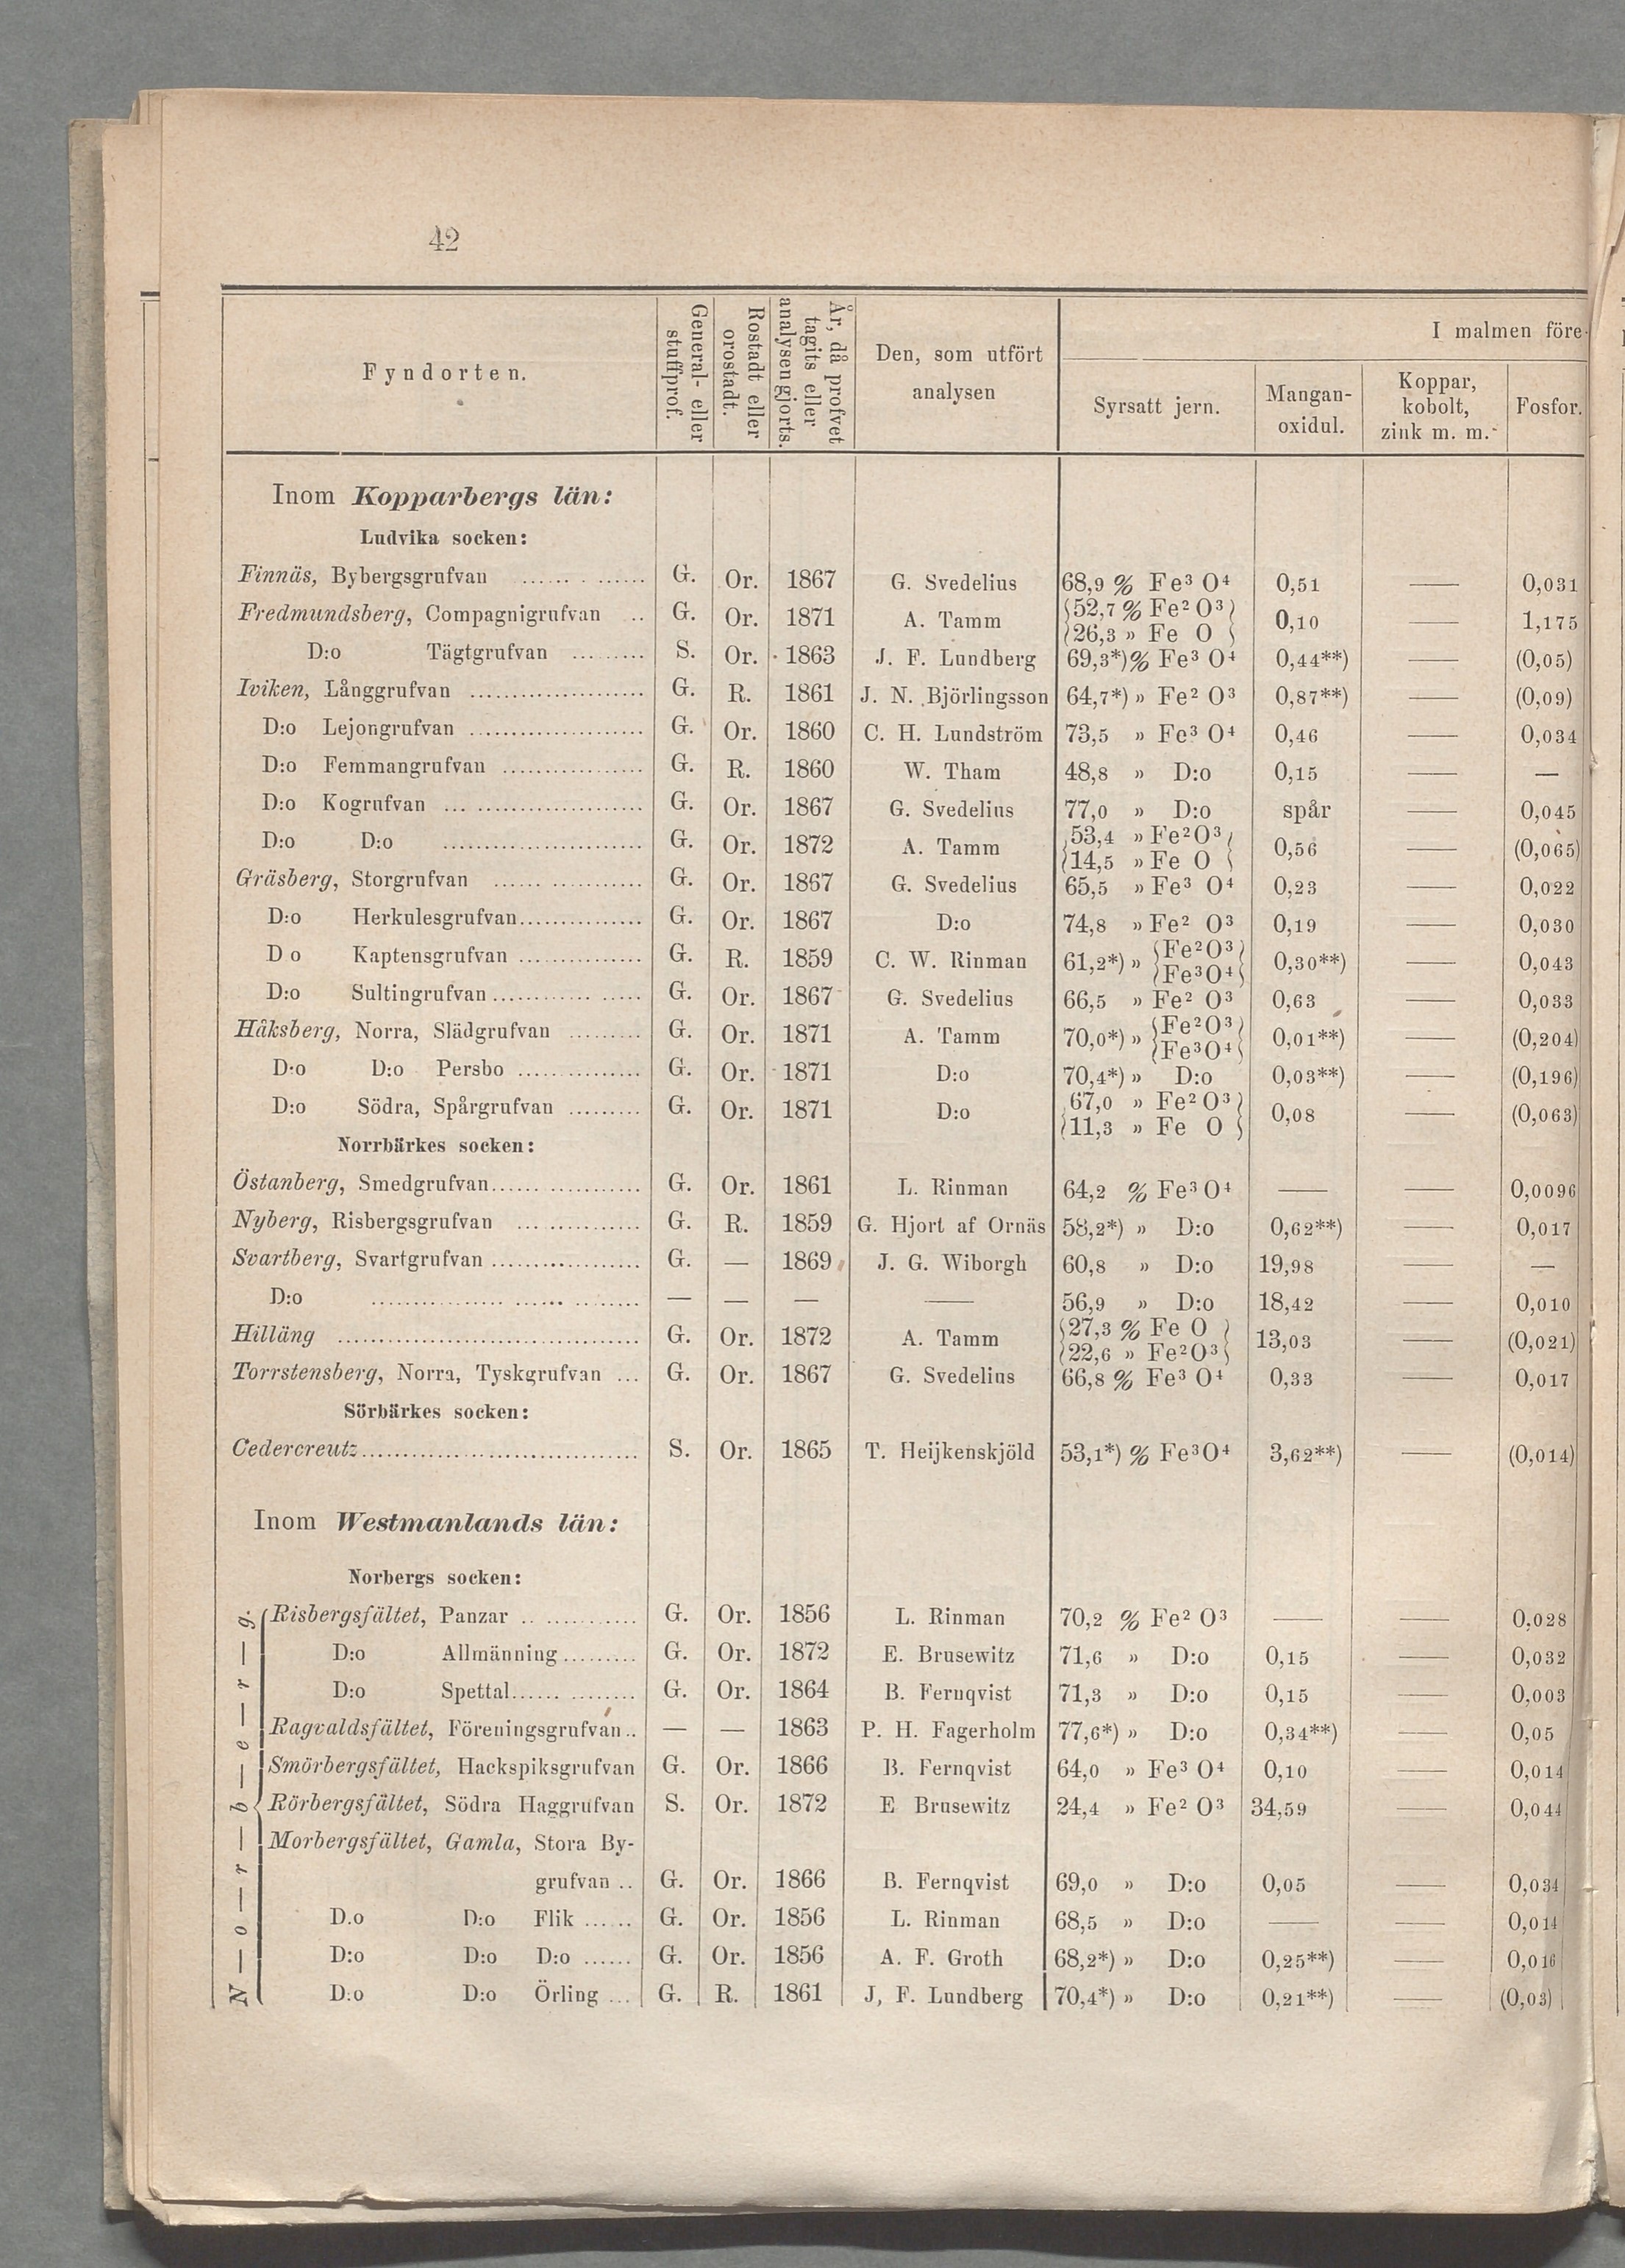 42
Fyndorten.
General- eller stuffprof.
Rostadt eller orostadt.
År, då profvet tagits eller analysen gjorts.
Den, som utfört analysen
I malmen före-
Syrsatt jern.
Mangan-oxidul.
Koppar, kobolt, zink m. m.
Fosfor.
Inom Kopparbergs län:
Ludvika socken:
Finnäs, Bybergsgrufvan ...... . ...... G. Or. 1867 G. Svedelius 68,9 % Fe³ O⁴ 0,51 — 0,031
Fredmundsberg, Compagnigrufvan .. G. Or. 1871 A. Tamm {52,7 % Fe² O³} {26,3 » Fe O} 0,10 — 1,175
D:o Tägtgrufvan ......... S. Or. 1863 J. F. Lundberg 69,3*) % Fe³ O⁴ 0,44**) — (0,05)
Iviken, Långgrufvan ..................... G. R. 1861 J. N. Björlingsson 64,7*) » Fe² O³ 0,87**) — (0,09)
D:o Lejongrufvan ..................... G. Or. 1860 C. H. Lundström 73,5 » Fe³ O⁴ 0,46 — 0,034
D:o Femmangrufvan ................. G. R. 1860 W. Tham 48,8 » D:o 0,15 — —
D:o Kogrufvan ... .................... G. Or. 1867 G. Svedelius 77,0 » D:o spår — 0,045
D:o D:o ........................ G. Or. 1872 A. Tamm {53,4 » Fe²O³} {14,5 » Fe O} 0,56 — (0,065)
Gräsberg, Storgrufvan ...... ............ G. Or. 1867 G. Svedelius 65,5 » Fe³ O⁴ 0,23 — 0,022
D:o Herkulesgrufvan............... G. Or. 1867 D:o 74,8 » Fe² O³ 0,19 — 0,030
D o Kaptensgrufvan ............... G. R. 1859 C. W. Rinman 61,2*) » {Fe²O³} {Fe³O⁴} 0,30**) — 0,043
D:o Sultingrufvan............ ..... G. Or. 1867 G. Svedelius 66,5 » Fe² O³ 0,63 — 0,033
Håksberg, Norra, Slädgrufvan ......... G. Or. 1871 A. Tamm 70,0*) » {Fe²O³} {Fe³O⁴} 0,01**) — (0,204)
D:o D:o Persbo ............... G. Or. 1871 D:o 70,4*) » D:o 0,03**) — (0,196)
D:o Södra, Spårgrufvan ......... G. Or. 1871 D:o {67,0 » Fe² O³} {11,3 » Fe O} 0,08 — (0,063)
Norrbärkes socken:
Östanberg, Smedgrufvan...... ............ G. Or. 1861 L. Rinman 64,2 % Fe³ O⁴ — — 0,0096
Nyberg, Risbergsgrufvan ............... G. R. 1859 G. Hjort af Ornäs 58,2*) » D:o 0,62**) — 0,017
Svartberg, Svartgrufvan .................. G. — 1869 J. G. Wiborgh 60,8 » D:o 19,98 — —
D:o ................ ...... ........ — — — — 56,9 » D:o 18,42 — 0,010
Hilläng .................................... G. Or. 1872 A. Tamm {27,3 % Fe O} {22,6 » Fe²O³} 13,03 — (0,021)
Torrstensberg, Norra, Tyskgrufvan ... G. Or. 1867 G. Svedelius 66,8 % Fe³ O⁴ 0,33 — 0,017
Sörbärkes socken:
Cedercreutz................................. S. Or. 1865 T. Heijkenskjöld 53,1*) % Fe³O⁴ 3,62**) — (0,014)
Inom Westmanlands län:
Norbergs socken:
N—o—r—b—e—r—g.
Risbergsfältet, Panzar .. ........... G. Or. 1856 L. Rinman 70,2 % Fe² O³ — — 0,028
D:o Allmänning......... G. Or. 1872 E. Brusewitz 71,6 » D:o 0,15 — 0,032
D:o Spettal...... ......... G. Or. 1864 B. Fernqvist 71,3 » D:o 0,15 — 0,003
Ragvaldsfältet, Föreningsgrufvan.. — — 1863 P. H. Fagerholm 77,6*) » D:o 0,34**) — 0,05
Smörbergsfältet, Hackspiksgrufvan G. Or. 1866 B. Fernqvist 64,0 » Fe³ O⁴ 0,10 — 0,014
Rörbergsfältet, Södra Haggrufvan S. Or. 1872 E Brusewitz 24,4 » Fe² O³ 34,59 — 0,044
Morbergsfältet, Gamla, Stora By-
grufvan .. G. Or. 1866 B. Fernqvist 69,0 » D:o 0,05 — 0,034
D.o D:o Flik ...... G. Or. 1856 L. Rinman 68,5 » D:o — — 0,014
D:o D:o D:o ...... G. Or. 1856 A. F. Groth 68,2*) » D:o 0,25**) — 0,016
D:o D:o Örling ... G. R. 1861 J, F. Lundberg 70,4*) » D:o 0,21**) — (0,03)